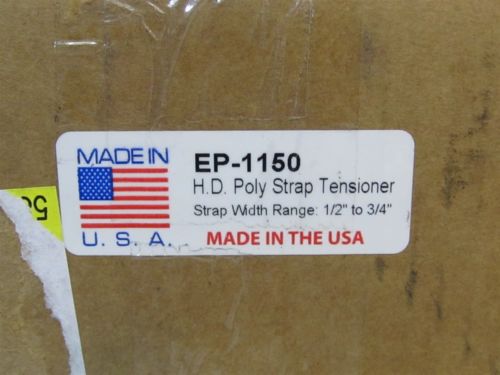 MADE IN
U. S. A.
EP-1150
H.D. Poly Strap Tensioner
Strap Width Range: 1/2" to 3/4"
MADE IN THE USA